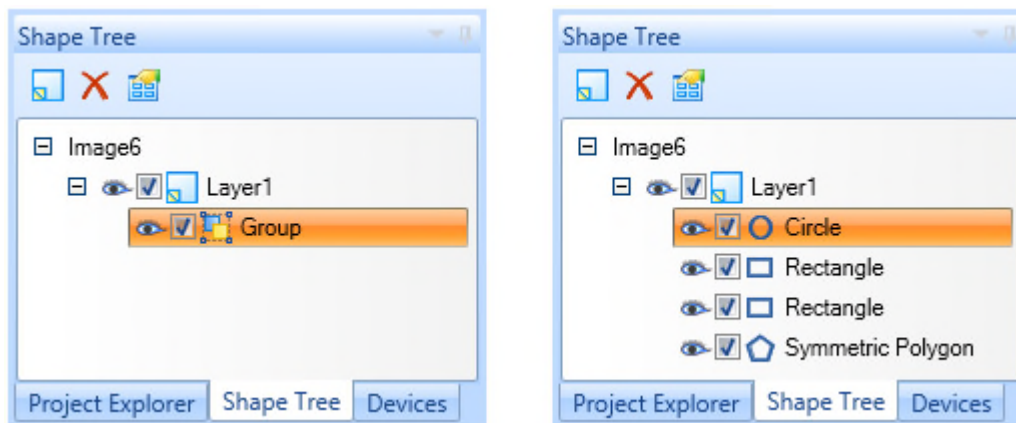 Shape Tree
Image6
Layer1
Group
Project Explorer Shape Tree Devices
Shape Tree
Image6
Layer1
Circle
Rectangle
Rectangle
Symmetric Polygon
Project Explorer Shape Tree Devices